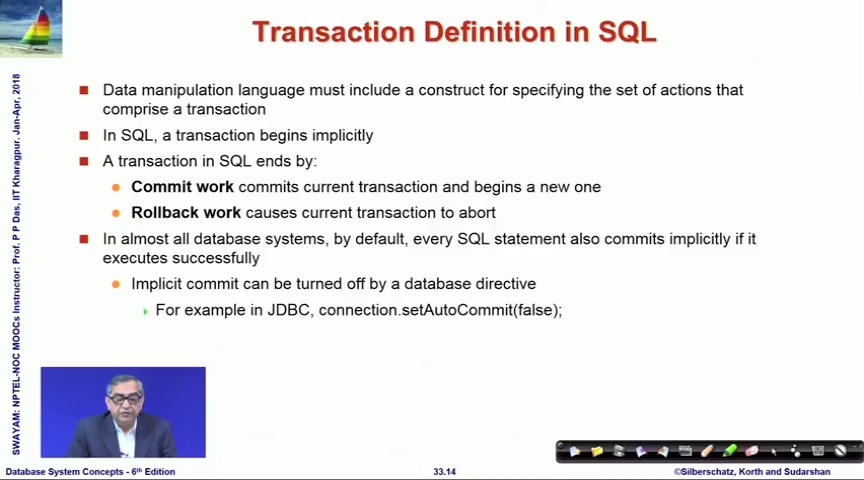 Transaction Definition in SQL
Data manipulation language must include a construct for specifying the set of actions that
comprise a transaction
In SQL, a transaction begins implicitly
A transaction in SQL ends by:
Commit work commits current transaction and begins a new one
Rollback work causes current transaction to abort
In almost all database systems, by default, every SQL statement also commits implicitly if it
executes successfully
Implicit commit can be turned off by a database directive
For example in JDBC, connection.setAutoCommit(false);
SWAYAM: NPTEL-NOC MOOCs Instructor: Prof. P P Das, IIT Kharagpur. Jan-Apr, 2018
Database System Concepts - 6th Edition
33.14
©Silberschatz, Korth and Sudarshan